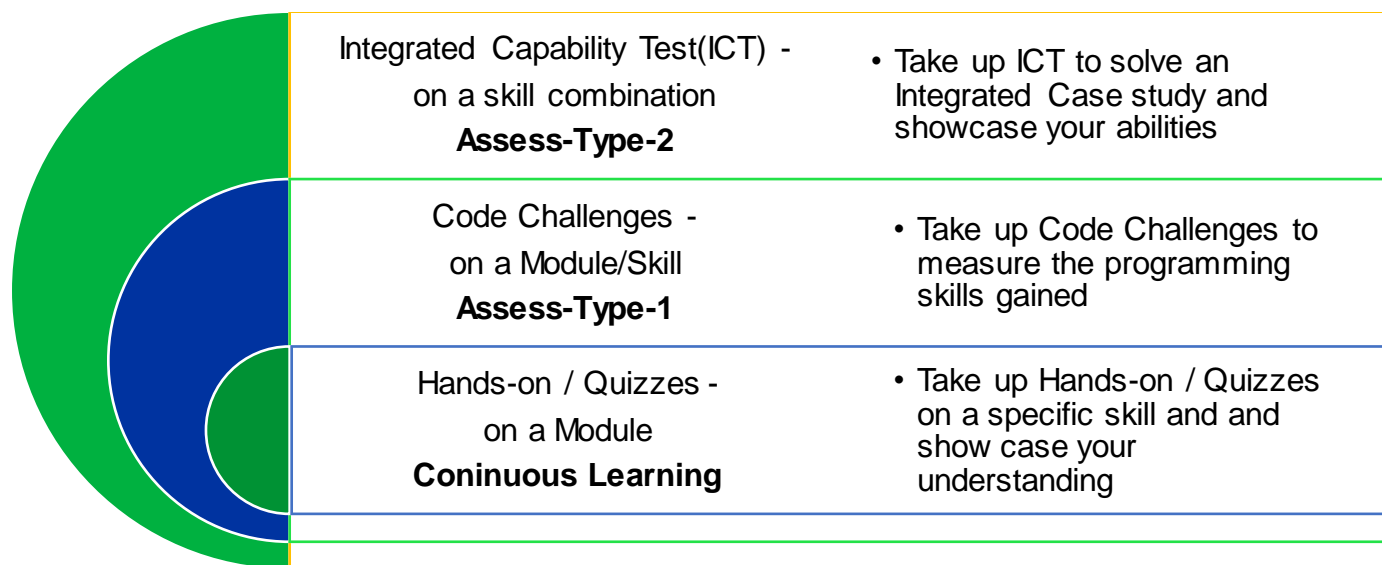 Integrated Capability Test(ICT) -
on a skill combination
Assess-Type-2
• Take up ICT to solve an
Integrated Case study and
showcase your abilities
Code Challenges -
on a Module/Skill
Assess-Type-1
• Take up Code Challenges to
measure the programming
skills gained
Hands-on / Quizzes -
on a Module
Coninuous Learning
• Take up Hands-on / Quizzes
on a specific skill and and
show case your
understanding